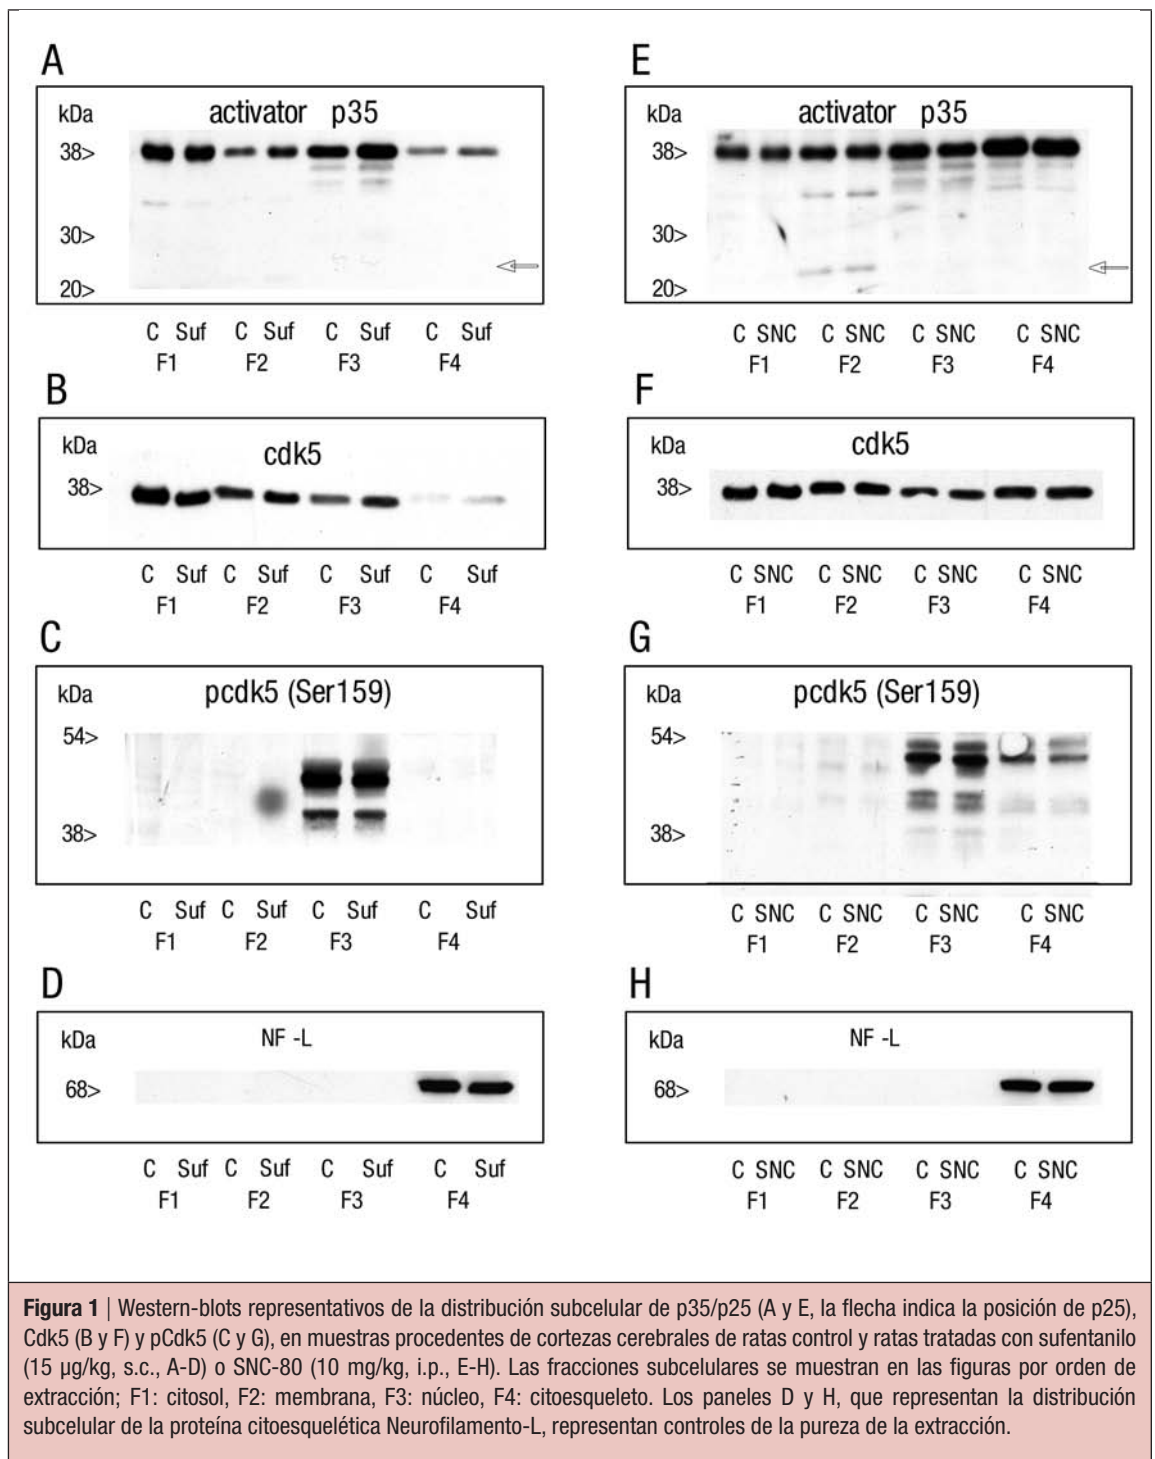 A
kDa
activator p35
38>
30>
20>
C Suf C Suf C Suf C Suf
F1 F2 F3 F4
B
kDa
cdk5
38>
C Suf C Suf C Suf C Suf
F1 F2 F3 F4
C
kDa
pcdk5 (Ser159)
54>
38>
C Suf C Suf C Suf C Suf
F1 F2 F3 F4
D
kDa
NF -L
68>
C Suf C Suf C Suf C Suf
F1 F2 F3 F4
E
kDa
activator p35
38>
30>
20>
C SNC C SNC C SNC C SNC
F1 F2 F3 F4
F
kDa
cdk5
38>
C SNC C SNC C SNC C SNC
F1 F2 F3 F4
G
kDa
pcdk5 (Ser159)
54>
38>
C SNC C SNC C SNC C SNC
F1 F2 F3 F4
H
kDa
NF -L
68>
C SNC C SNC C SNC C SNC
F1 F2 F3 F4
Figura 1 | Western-blots representativos de la distribución subcelular de p35/p25 (A y E, la flecha indica la posición de p25),
Cdk5 (B y F) y pCdk5 (C y G), en muestras procedentes de cortezas cerebrales de ratas control y ratas tratadas con sufentanilo
(15 µg/kg, s.c., A-D) o SNC-80 (10 mg/kg, i.p., E-H). Las fracciones subcelulares se muestran en las figuras por orden de
extracción; F1: citosol, F2: membrana, F3: núcleo, F4: citoesqueleto. Los paneles D y H, que representan la distribución
subcelular de la proteína citoesquelética Neurofilamento-L, representan controles de la pureza de la extracción.